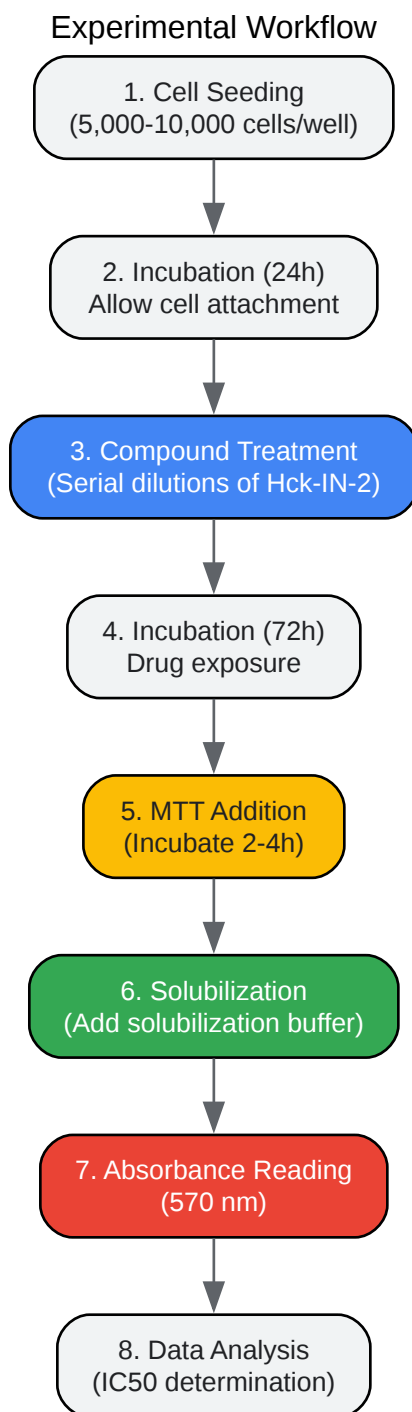 Experimental Workflow
1. Cell Seeding
(5,000-10,000 cells/well)
2. Incubation (24h)
Allow cell attachment
3. Compound Treatment
(Serial dilutions of Hck-IN-2)
4. Incubation (72h)
Drug exposure
5. MTT Addition
(Incubate 2-4h)
6. Solubilization
(Add solubilization buffer)
7. Absorbance Reading
(570 nm)
8. Data Analysis
(IC50 determination)